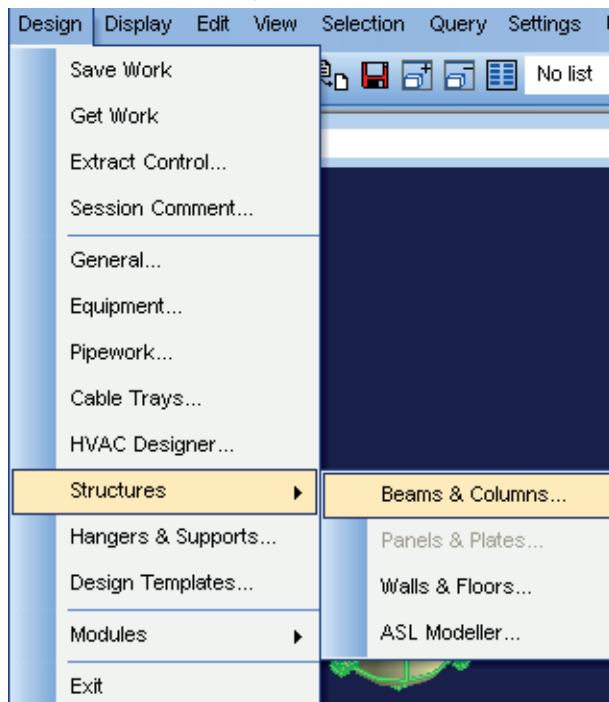 Design Display Edit View Selection Query Settings
No list
Save Work
Get Work
Extract Control...
Session Comment...
General...
Equipment...
Pipework...
Cable Trays...
HVAC Designer...
Structures
Hangers & Supports...
Design Templates...
Modules
Exit
Beams & Columns...
Panels & Plates...
Walls & Floors...
ASL Modeller...